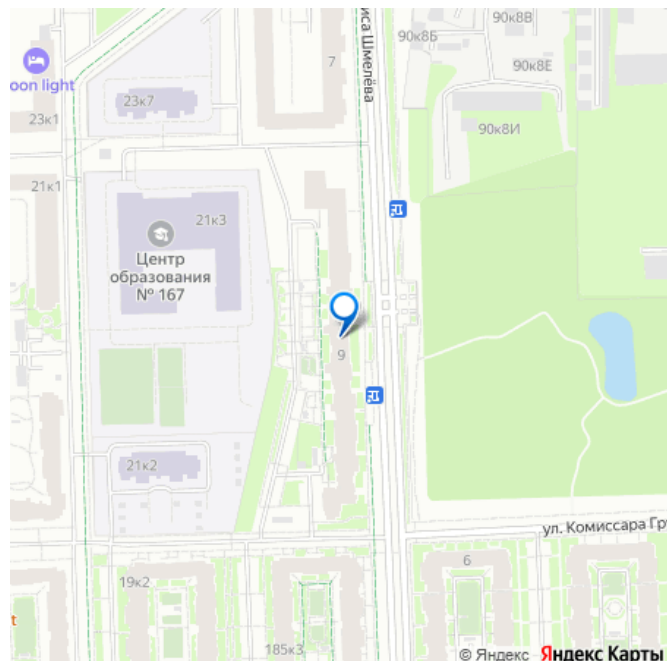 90к8В
90к8Б
90к8Е
7
иса Шмелёва
oon light
23к7
23к1
90к8И
21к1
21к3
Центр
образования
№ 167
9
21к2
ул. Комиссара Гр
19к2
6
185к3
© Яндекс Яндекс Карты